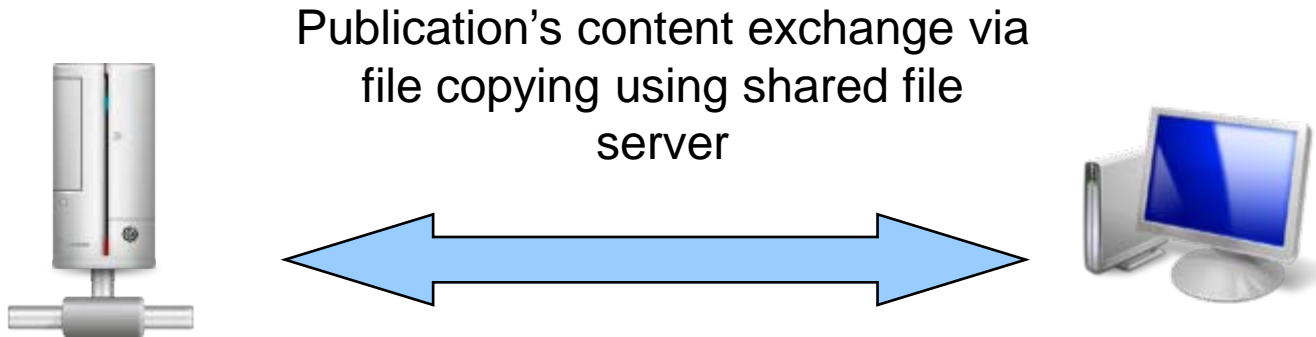 Publication’s content exchange via
file copying using shared file
server